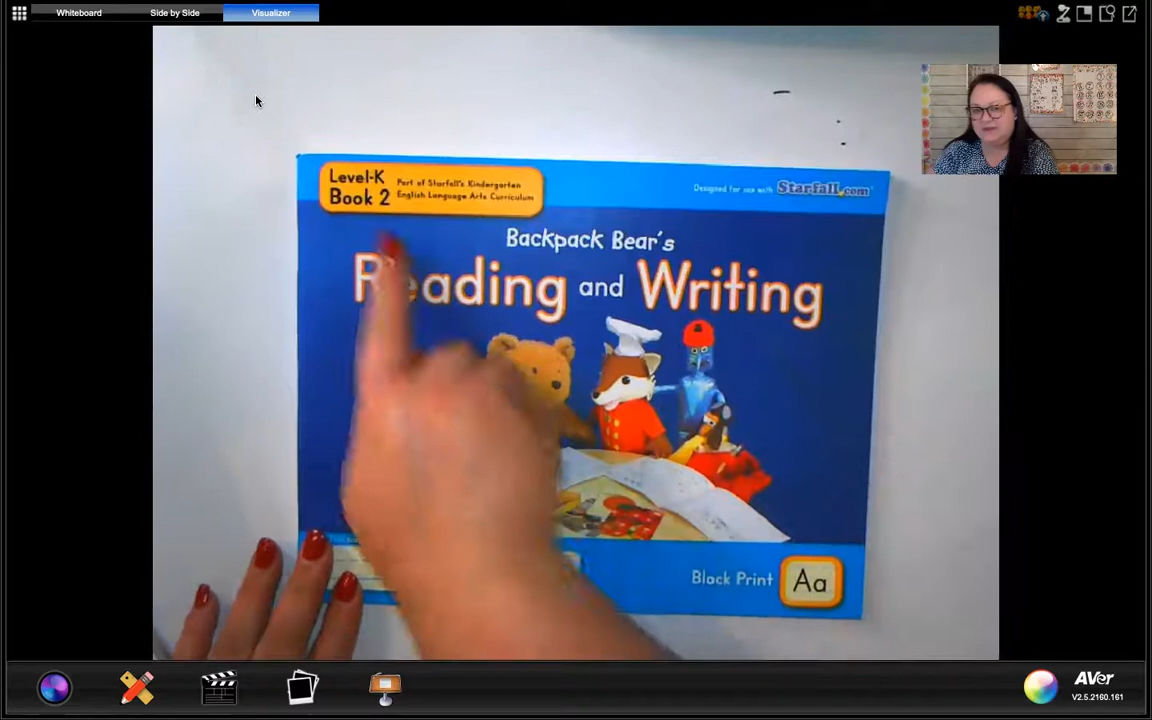 Whiteboard
Side by Side
Visualizer
Level-K
Book 2
Part of Starfall's Kindergarten
English Language Arts Curriculum
Designed for use with Starfall.com
Backpack Bear's
Reading and Writing
Block Print Aa
AVer
V2.5.2160.161